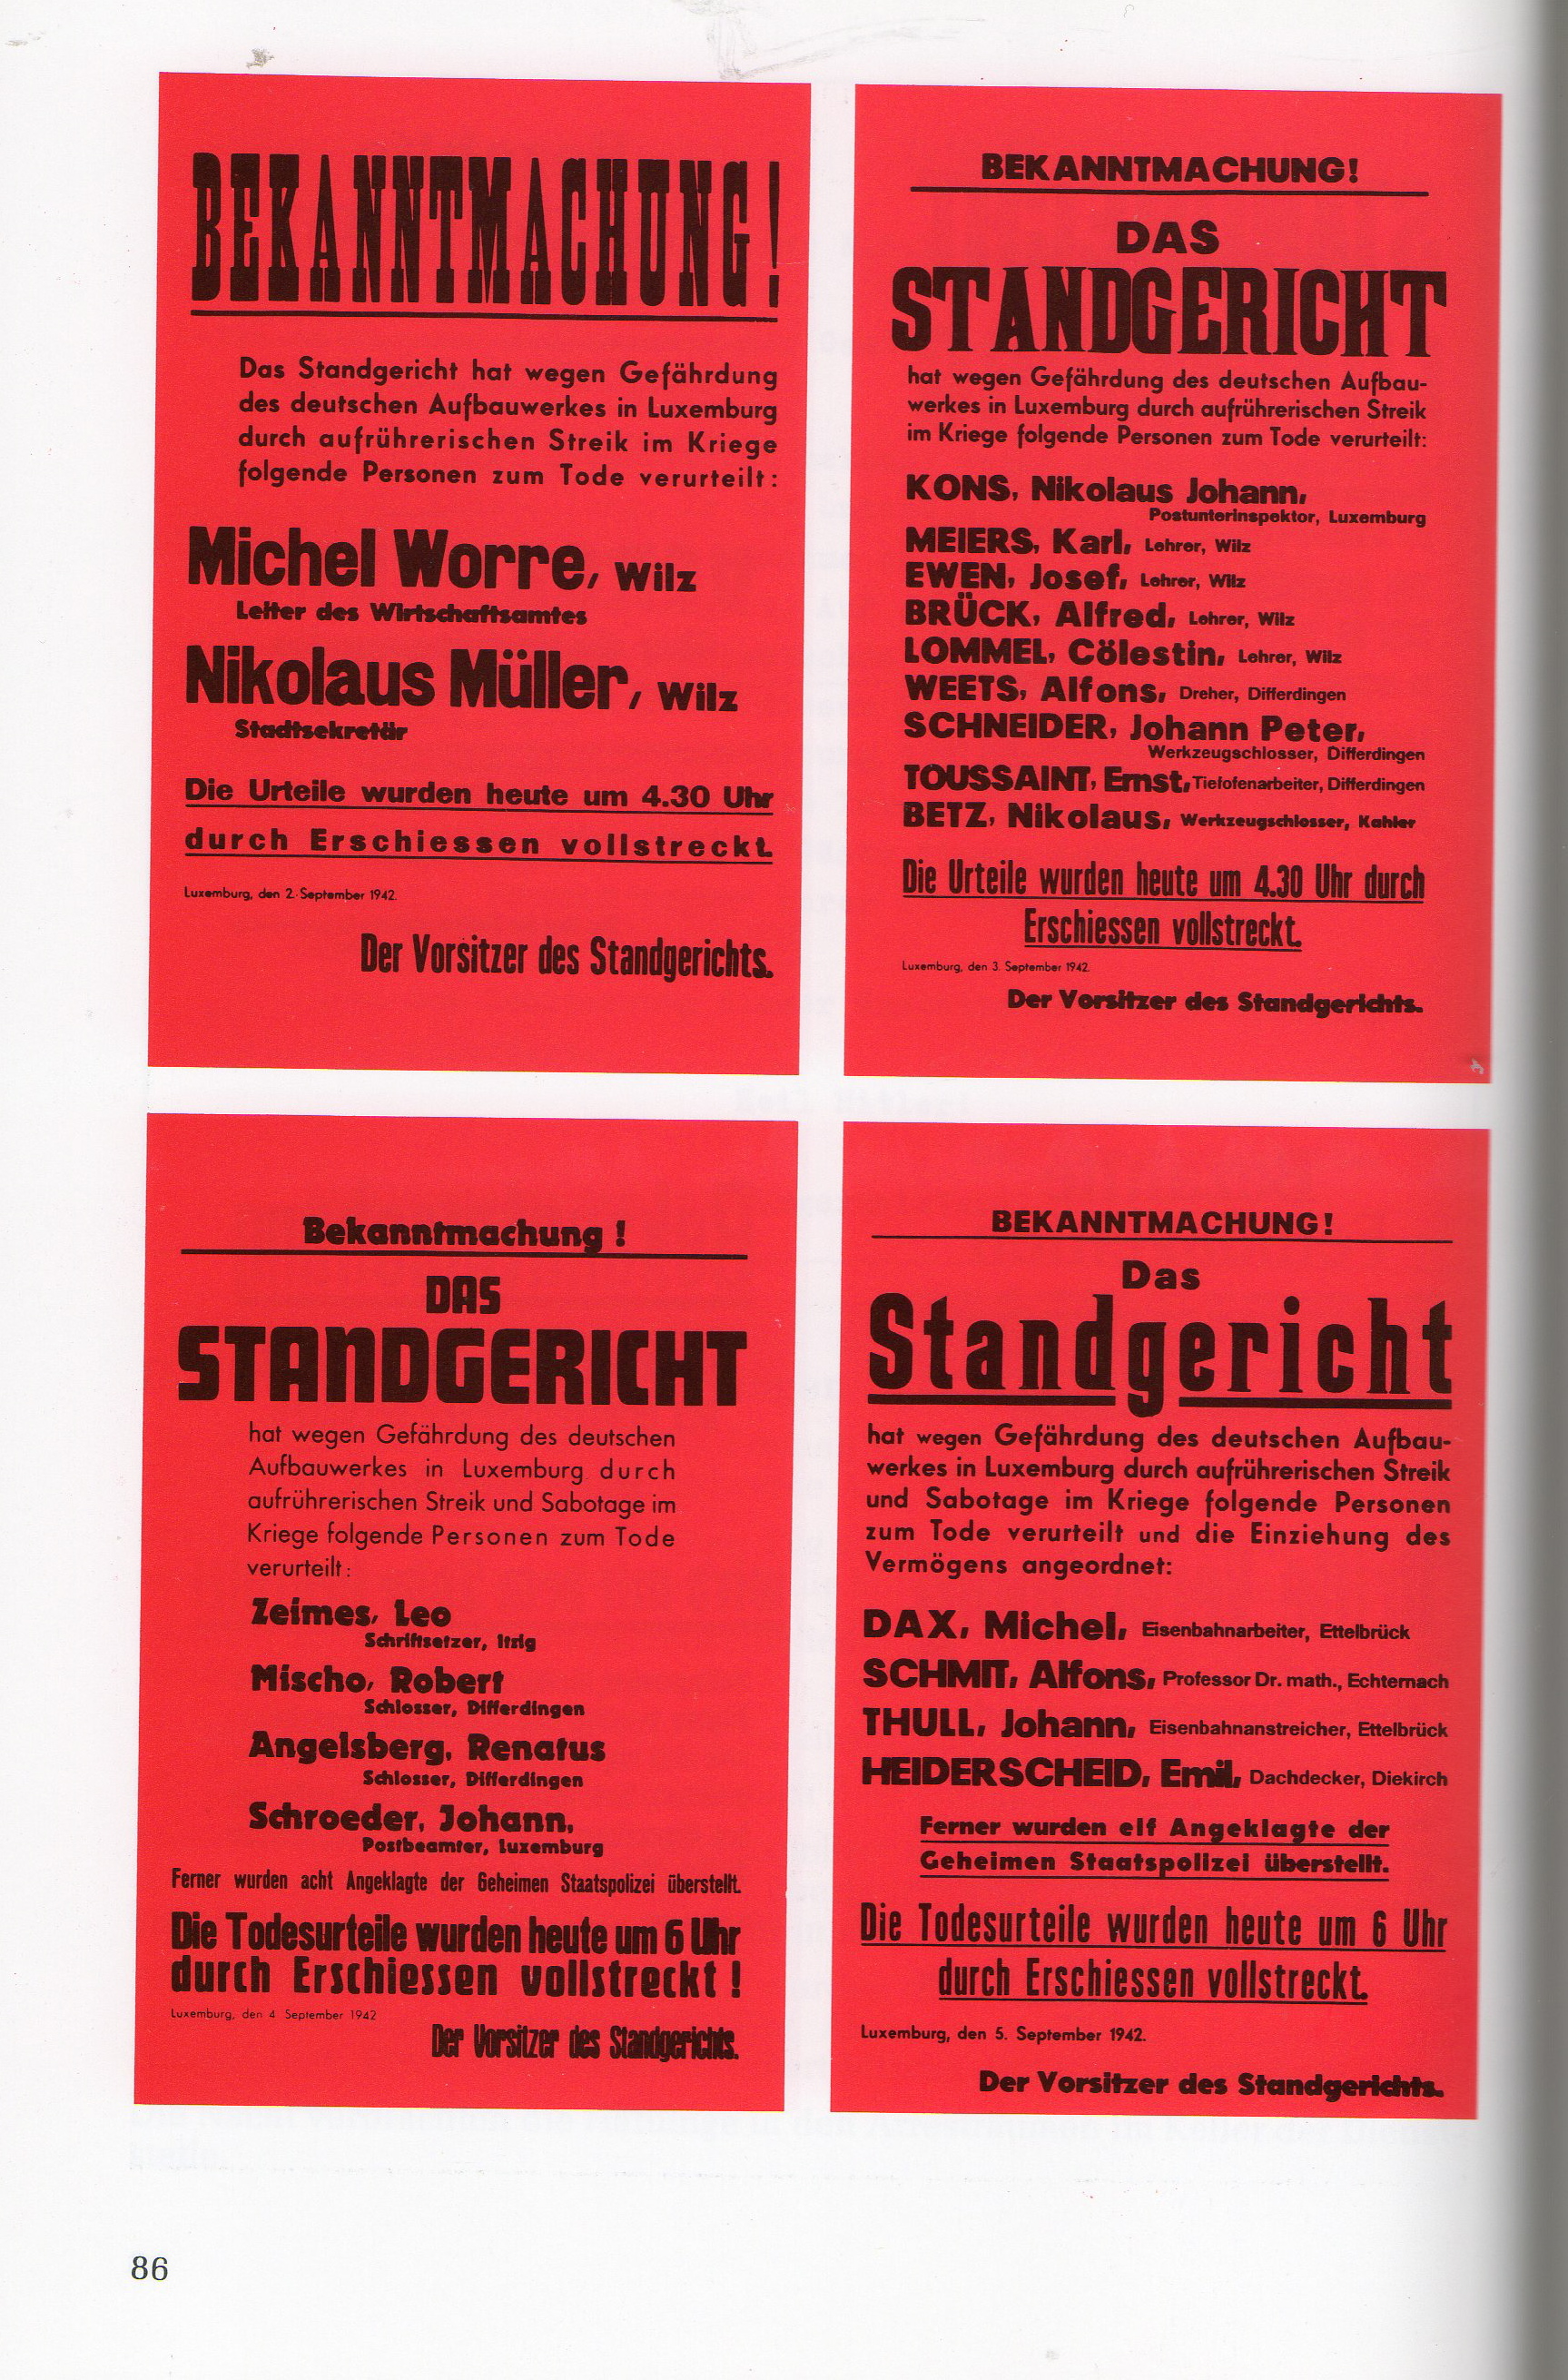 BEKANNTMACHUNG!
Das Standgericht hat wegen Gefährdung
des deutschen Aufbauwerkes in Luxemburg
durch aufrührerischen Streik im Kriege
folgende Personen zum Tode verurteilt:
Michel Worre, Wilz
Leiter des Wirtschaftsamtes
Nikolaus Müller, Wilz
Stadtsekretär
Die Urteile wurden heute um 4.30 Uhr
durch Erschiessen vollstreckt.
Luxemburg, den 2. September 1942.
Der Vorsitzer des Standgerichts.
BEKANNTMACHUNG!
DAS
STANDGERICHT
hat wegen Gefährdung des deutschen Aufbau-
werkes in Luxemburg durch aufrührerischen Streik
im Kriege folgende Personen zum Tode verurteilt:
KONS, Nikolaus Johann,
Postunterinspektor, Luxemburg
MEIERS, Karl, Lehrer, Wilz
EWEN, Josef, Lehrer, Wilz
BRÜCK, Alfred, Lehrer, Wilz
LOMMEL, Cölestin, Lehrer, Wilz
WEETS, Alfons, Dreher, Differdingen
SCHNEIDER, Johann Peter,
Werkzeugschlosser, Differdingen
TOUSSAINT, Ernst, Tiefofenarbeiter, Differdingen
BETZ, Nikolaus, Werkzeugschlosser, Kahler
Die Urteile wurden heute um 4.30 Uhr durch
Erschiessen vollstreckt.
Luxemburg, den 3. September 1942.
Der Vorsitzer des Standgerichts.
Bekanntmachung !
DAS
STANDGERICHT
hat wegen Gefährdung des deutschen
Aufbauwerkes in Luxemburg durch
aufrührerischen Streik und Sabotage im
Kriege folgende Personen zum Tode
verurteilt:
Zeimes, Leo
Schriftsetzer, Itzig
Mischo, Robert
Schlosser, Differdingen
Angelsberg, Renatus
Schlosser, Differdingen
Schroeder, Johann,
Postbeamter, Luxemburg
Ferner wurden acht Angeklagte der Geheimen Staatspolizei überstellt.
Die Todesurteile wurden heute um 6 Uhr
durch Erschiessen vollstreckt !
Luxemburg, den 4. September 1942
Der Vorsitzer des Standgerichts.
BEKANNTMACHUNG!
Das
Standgericht
hat wegen Gefährdung des deutschen Aufbau-
werkes in Luxemburg durch aufrührerischen Streik
und Sabotage im Kriege folgende Personen
zum Tode verurteilt und die Einziehung des
Vermögens angeordnet:
DAX, Michel, Eisenbahnarbeiter, Ettelbrück
SCHMIT, Alfons, Professor Dr. math., Echternach
THULL, Johann, Eisenbahnanstreicher, Ettelbrück
HEIDERSCHEID, Emil, Dachdecker, Diekirch
Ferner wurden elf Angeklagte der
Geheimen Staatspolizei überstellt.
Die Todesurteile wurden heute um 6 Uhr
durch Erschiessen vollstreckt.
Luxemburg, den 5. September 1942.
Der Vorsitzer des Standgerichts.
86